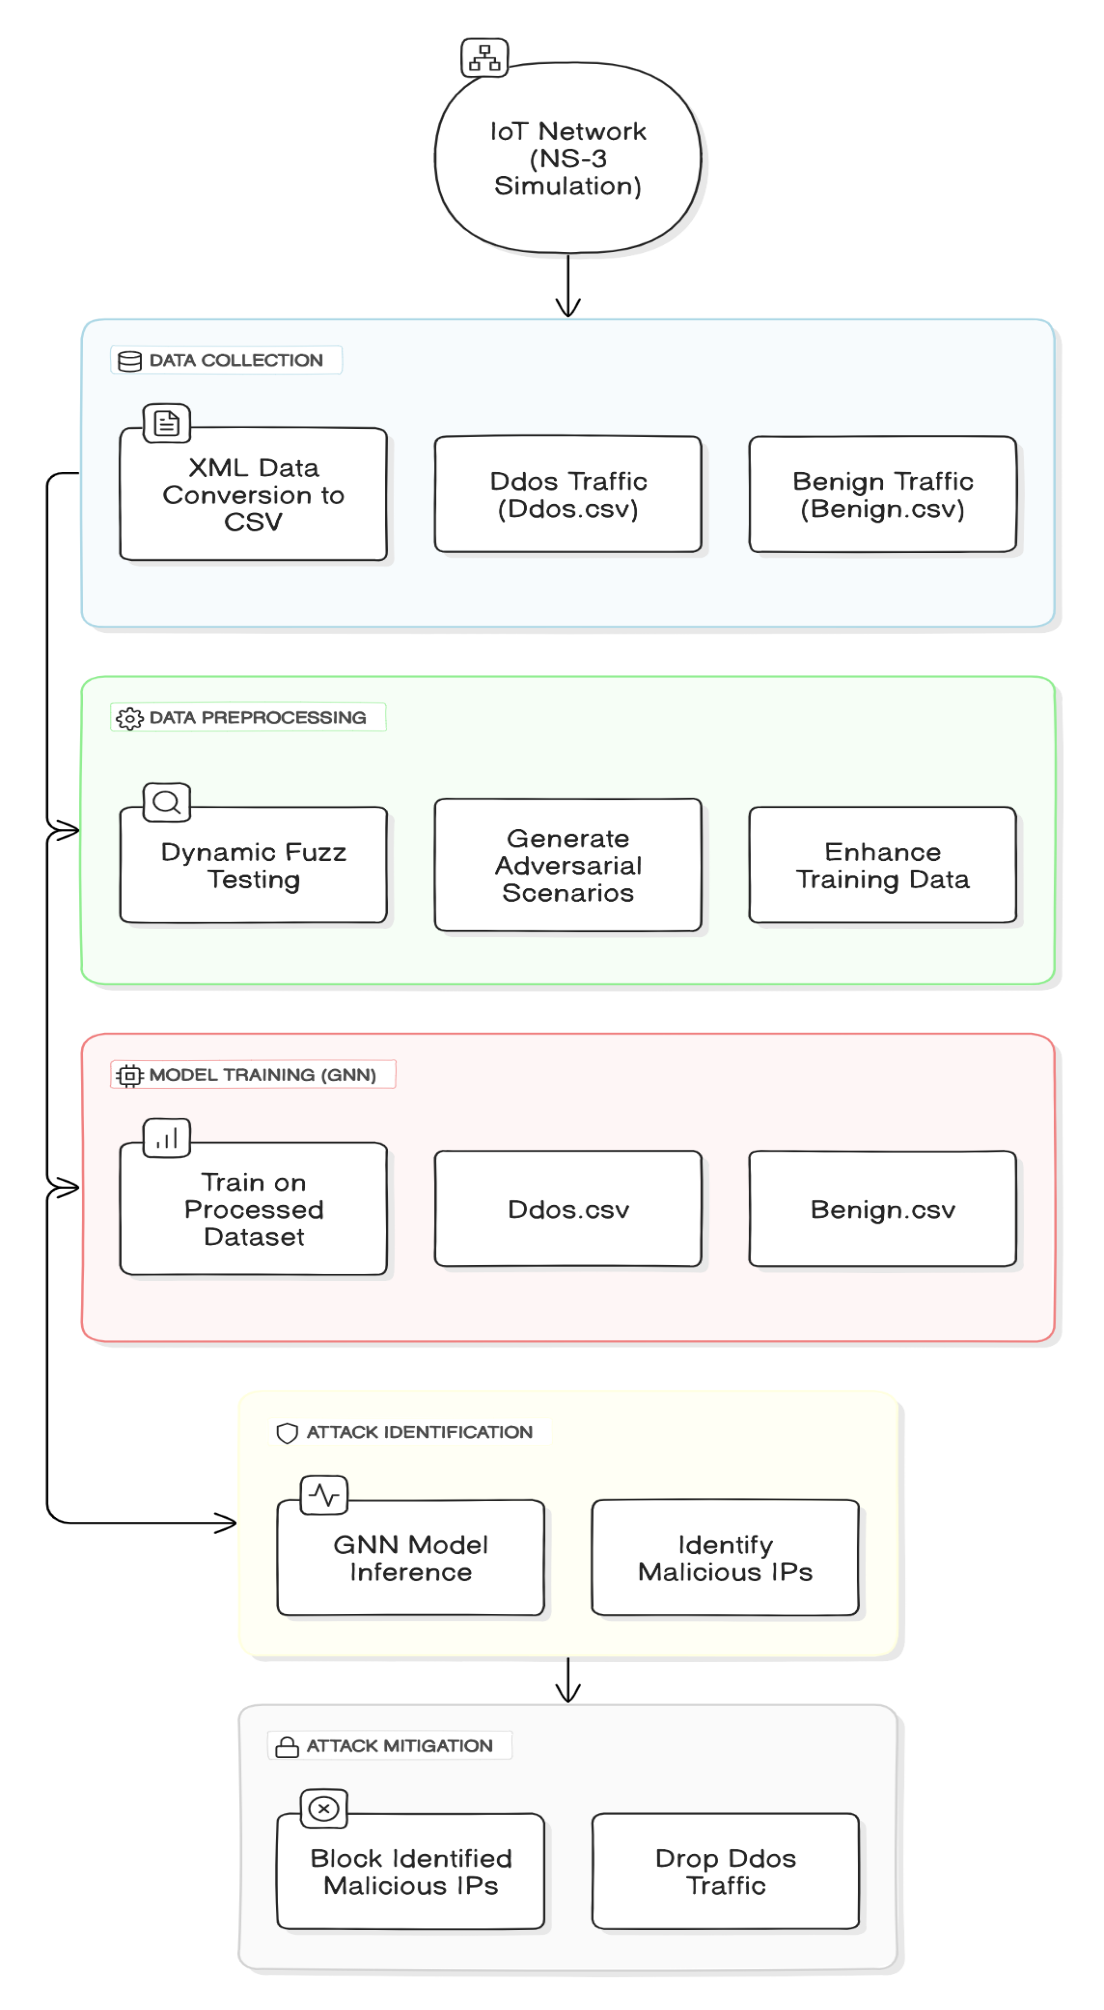 IoT Network
(NS-3
Simulation)
DATA COLLECTION
XML Data
Conversion to
CSV
Ddos Traffic
(Ddos.csv)
Benign Traffic
(Benign.csv)
DATA PREPROCESSING
Dynamic Fuzz
Testing
Generate
Adversarial
Scenarios
Enhance
Training Data
MODEL TRAINING (GNN)
Train on
Processed
Dataset
Ddos.csv
Benign.csv
ATTACK IDENTIFICATION
GNN Model
Inference
Identify
Malicious IPs
ATTACK MITIGATION
Block Identified
Malicious IPs
Drop Ddos
Traffic